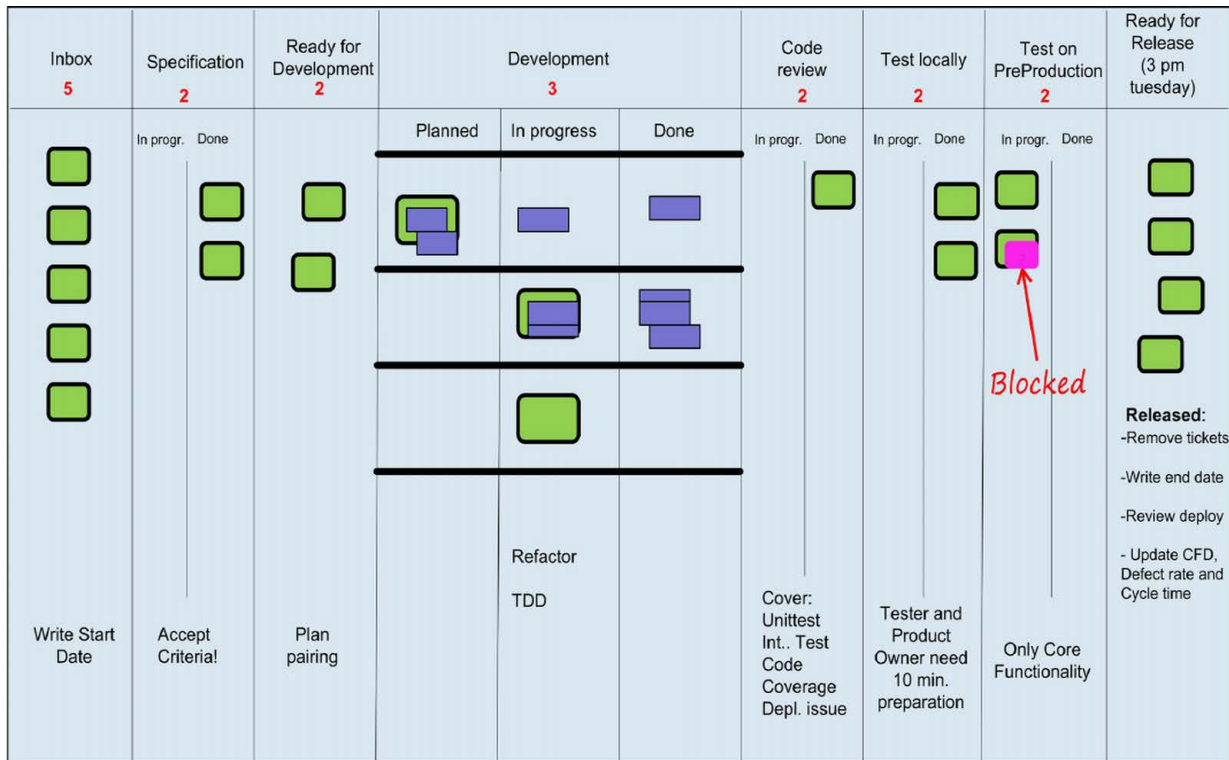 Inbox
5
Specification
2
Ready for
Development
2
Development
3
Code
review
2
Test locally
2
Test on
PreProduction
2
Ready for
Release
(3 pm
tuesday)
In progr. Done
Planned
In progress
Done
In progr. Done
In progr. Done
In progr. Done
Blocked
Released:
-Remove tickets
-Write end date
-Review deploy
- Update CFD,
Defect rate and
Cycle time
Write Start
Date
Accept
Criteria!
Plan
pairing
Refactor
TDD
Cover:
Unittest
Int.. Test
Code
Coverage
Depl. issue
Tester and
Product
Owner need
10 min.
preparation
Only Core
Functionality